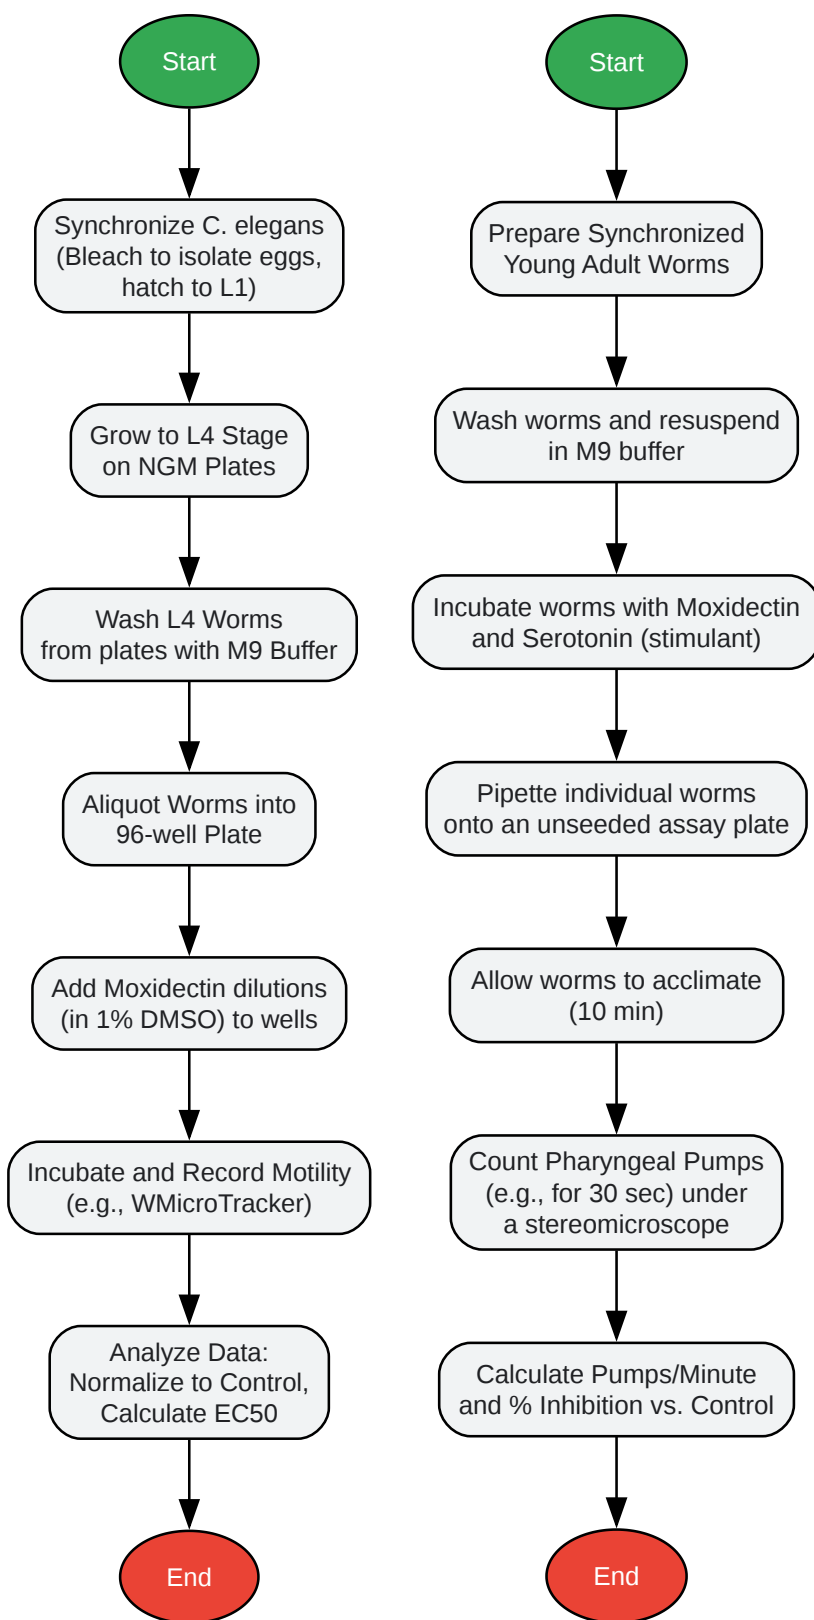 Start
Synchronize C. elegans
(Bleach to isolate eggs,
hatch to L1)
Grow to L4 Stage
on NGM Plates
Wash L4 Worms
from plates with M9 Buffer
Aliquot Worms into
96-well Plate
Add Moxidectin dilutions
(in 1% DMSO) to wells
Incubate and Record Motility
(e.g., WMicroTracker)
Analyze Data:
Normalize to Control,
Calculate EC50
End
Start
Prepare Synchronized
Young Adult Worms
Wash worms and resuspend
in M9 buffer
Incubate worms with Moxidectin
and Serotonin (stimulant)
Pipette individual worms
onto an unseeded assay plate
Allow worms to acclimate
(10 min)
Count Pharyngeal Pumps
(e.g., for 30 sec) under
a stereomicroscope
Calculate Pumps/Minute
and % Inhibition vs. Control
End